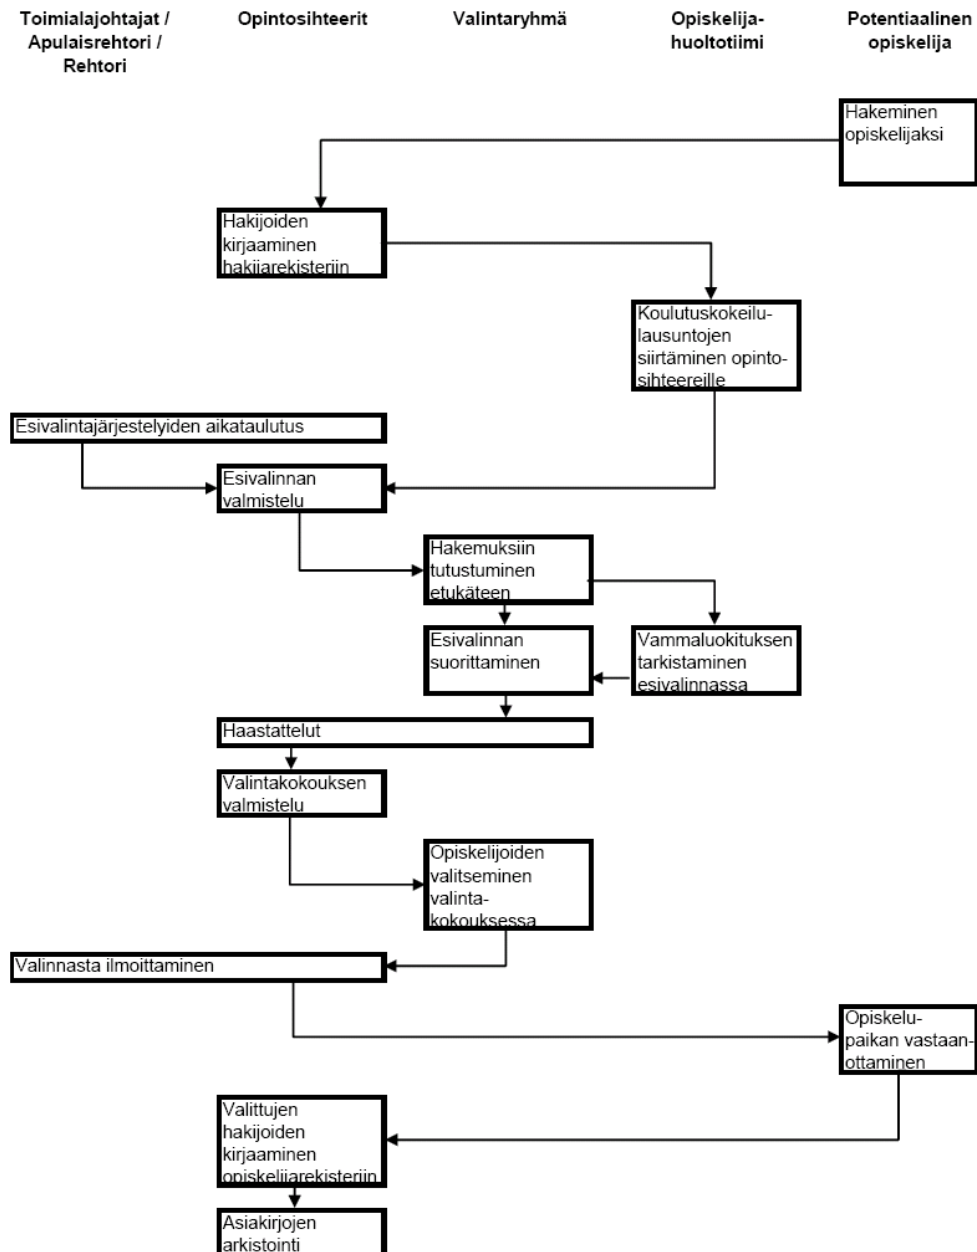 Toimialajohtajat /
Apulaisrehtori /
Rehtori
Opintosihteerit
Valintaryhmä
Opiskelija-
huoltotiimi
Potentiaalinen
opiskelija
Hakeminen
opiskelijaksi
Hakijoiden
kirjaaminen
hakijarekisteriin
Koulutuskokeilu-
lausuntojen
siirtäminen opinto-
sihteereille
Esivalintajärjestelyiden aikataulutus
Esivalinnan
valmistelu
Hakemuksiin
tutustuminen
etukäteen
Esivalinnan
suorittaminen
Vammaluokituksen
tarkistaminen
esivalinnassa
Haastattelut
Valintakokouksen
valmistelu
Opiskelijoiden
valitseminen
valinta-
kokouksessa
Valinnasta ilmoittaminen
Opiskelu-
paikan vastaan-
ottaminen
Valittujen
hakijoiden
kirjaaminen
opiskelijarekisteriin
Asiakirjojen
arkistointi